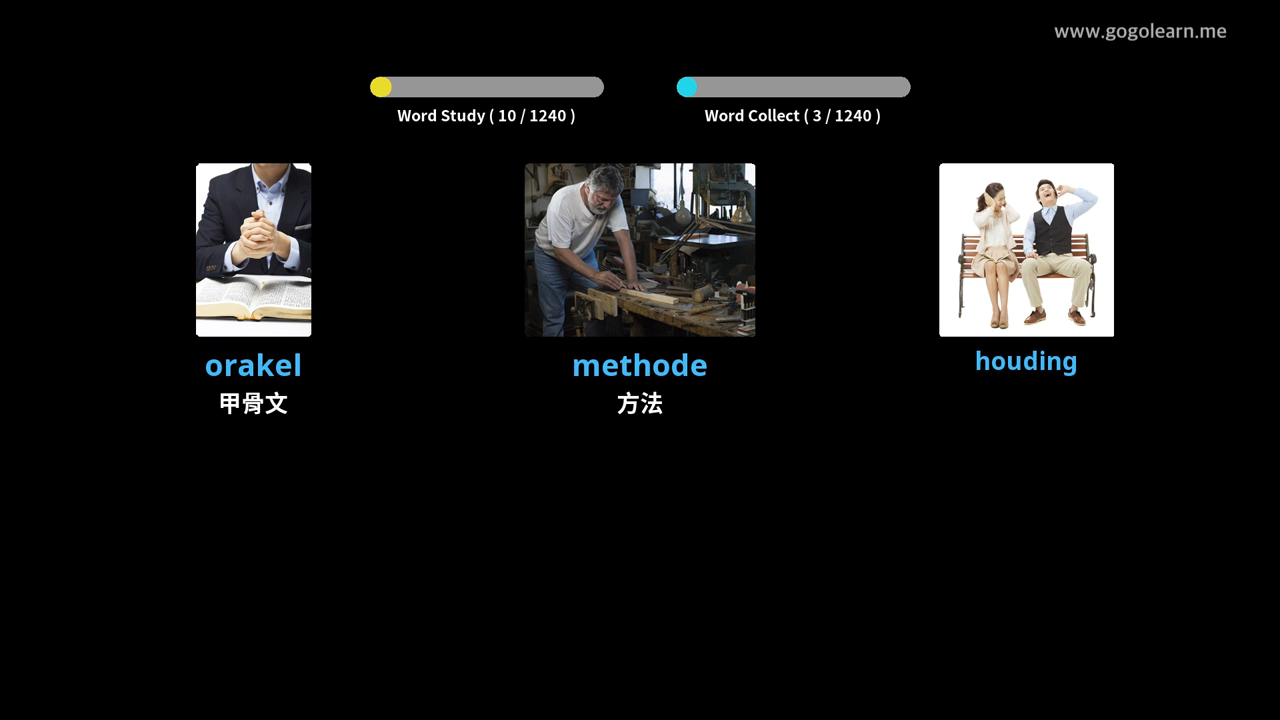 www.gogolearn.me
Word Study ( 10 / 1240 )
Word Collect ( 3 / 1240 )
orakel
甲骨文
methode
方法
houding